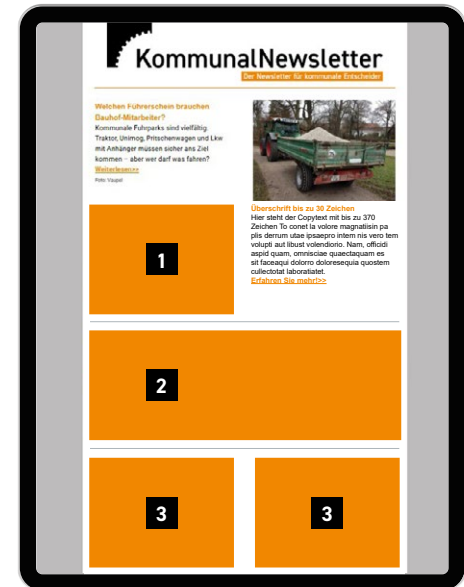 KommunalNewsletter
Der Newsletter für kommunale Entscheider
Welchen Führerschein brauchen
Bauhof-Mitarbeiter?
Kommunale Fuhrparks sind vielfältig.
Traktor, Unimog, Pritschenwagen und Lkw
mit Anhänger müssen sicher ans Ziel
kommen – aber wer darf was fahren?
Weiterlesen>>
Foto: Vaupel
Überschrift bis zu 30 Zeichen
Hier steht der Copytext mit bis zu 370
Zeichen To conet la volore magnatiisin pa
plis derrum utae ipsaepro intem nis vero tem
volupti aut libust volendiorio. Nam, officidi
aspid quam, omnisciae quaectaquam es
sit faceaqui dolorro doloresequia quostem
cullectotat laboratiatet.
Erfahren Sie mehr!>>
1
2
3
3